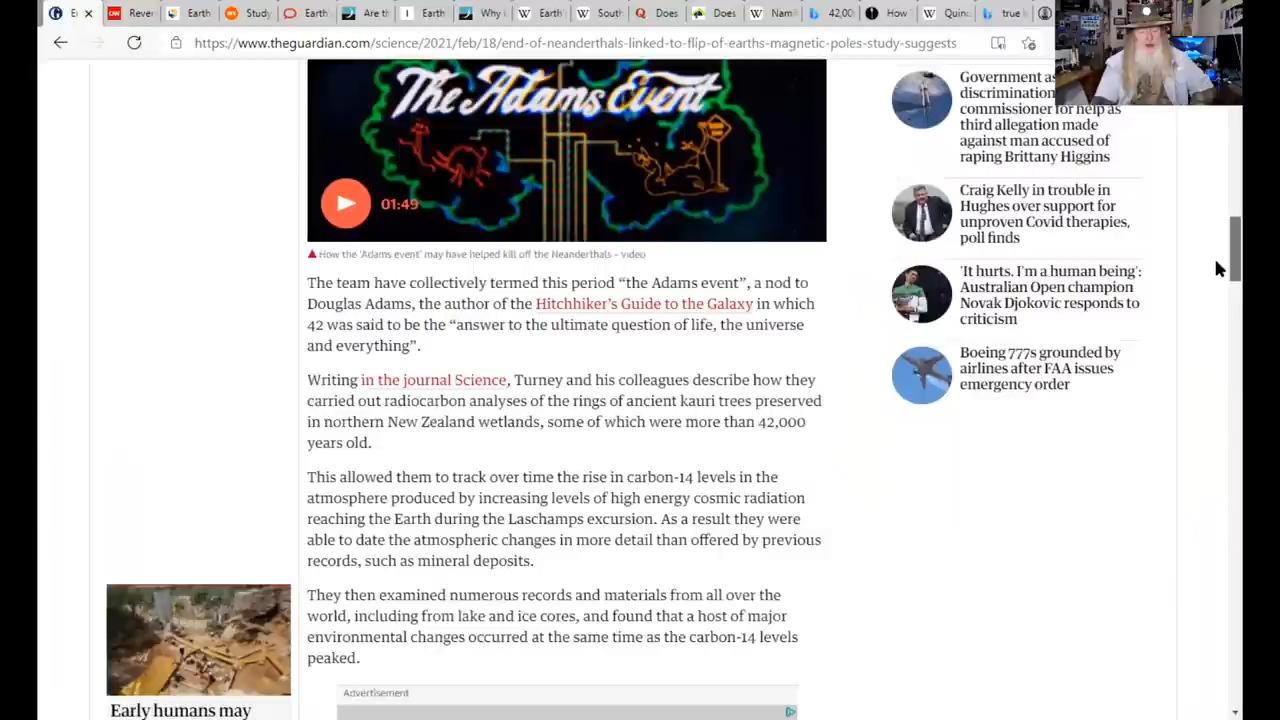 E
Rever
Earth
Study
Earth
Are th
Earth
Why i
Earth
South
Does
Does
Nami
42,00
How
Quin
true l
https://www.theguardian.com/science/2021/feb/18/end-of-neanderthals-linked-to-flip-of-earths-magnetic-poles-study-suggests
The Adams Event
01:49
How the 'Adams event' may have helped kill off the Neanderthals – video
The team have collectively termed this period “the Adams event”, a nod to
Douglas Adams, the author of the Hitchhiker’s Guide to the Galaxy in which
42 was said to be the “answer to the ultimate question of life, the universe
and everything”.
Writing in the journal Science, Turney and his colleagues describe how they
carried out radiocarbon analyses of the rings of ancient kauri trees preserved
in northern New Zealand wetlands, some of which were more than 42,000
years old.
This allowed them to track over time the rise in carbon-14 levels in the
atmosphere produced by increasing levels of high energy cosmic radiation
reaching the Earth during the Laschamps excursion. As a result they were
able to date the atmospheric changes in more detail than offered by previous
records, such as mineral deposits.
They then examined numerous records and materials from all over the
world, including from lake and ice cores, and found that a host of major
environmental changes occurred at the same time as the carbon-14 levels
peaked.
Advertisement
Early humans may
Government as
discrimination
commissioner for help as
third allegation made
against man accused of
raping Brittany Higgins
Craig Kelly in trouble in
Hughes over support for
unproven Covid therapies,
poll finds
'It hurts. I'm a human being':
Australian Open champion
Novak Djokovic responds to
criticism
Boeing 777s grounded by
airlines after FAA issues
emergency order